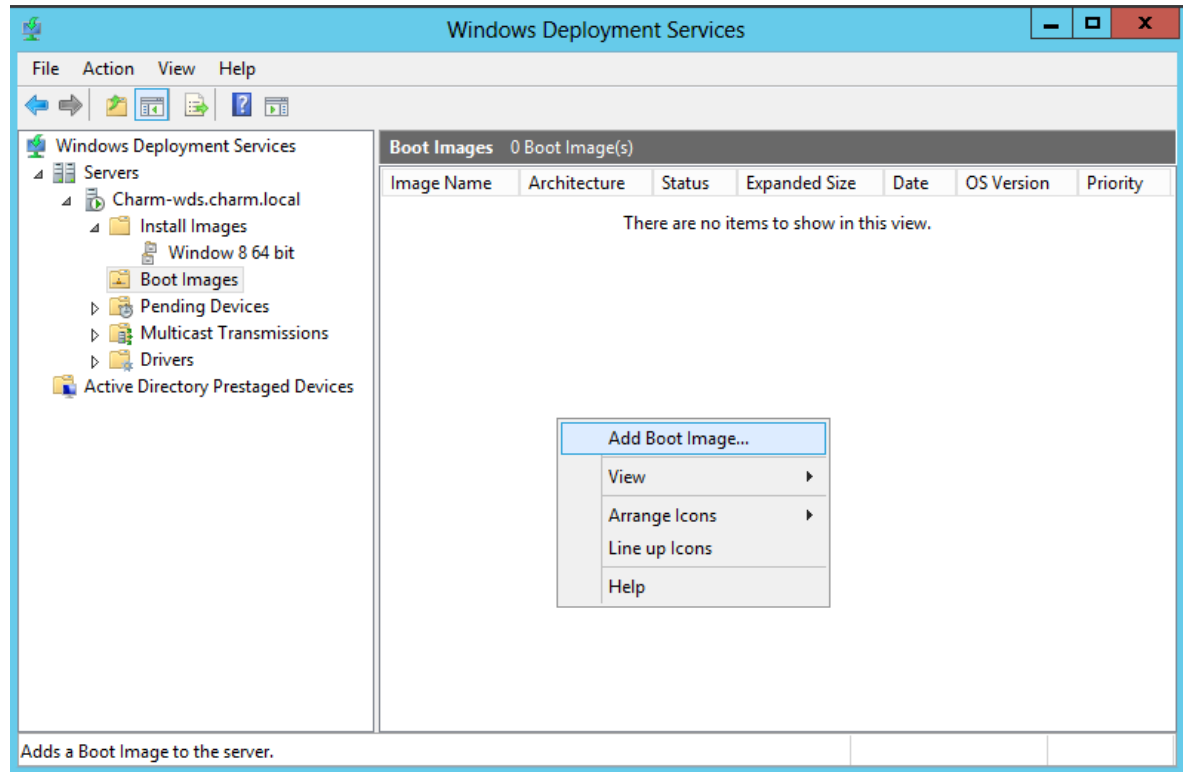 Windows Deployment Services
File Action View Help
Windows Deployment Services
Servers
Charm-wds.charm.local
Install Images
Window 8 64 bit
Boot Images
Pending Devices
Multicast Transmissions
Drivers
Active Directory Prestaged Devices
Boot Images 0 Boot Image(s)
Image Name Architecture Status Expanded Size Date OS Version Priority
There are no items to show in this view.
Add Boot Image...
View
Arrange Icons
Line up Icons
Help
Adds a Boot Image to the server.